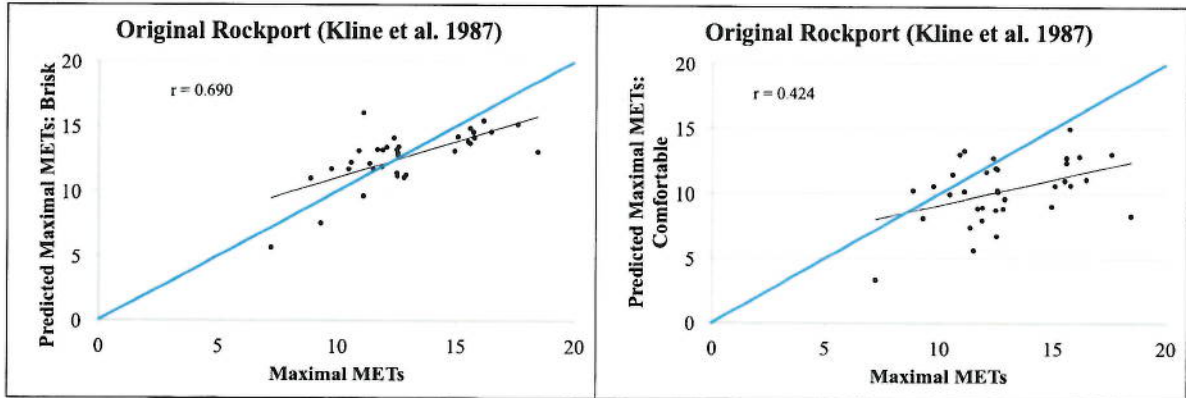 Original Rockport (Kline et al. 1987)
r = 0.690
Predicted Maximal METs: Brisk
20
15
10
5
0
0 5 10 15 20
Maximal METs
Original Rockport (Kline et al. 1987)
r = 0.424
Predicted Maximal METs:
Comfortable
20
15
10
5
0
0 5 10 15 20
Maximal METs